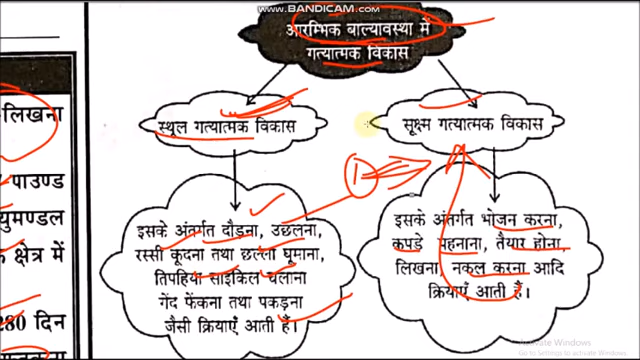 WWW.BANDICAM.COM
आरम्भिक बाल्यावस्था में
गत्यात्मक विकास
लिखना
पाउण्ड
युमण्डल
क्षेत्र में
280 दिन
स्थूल गत्यात्मक विकास
सूक्ष्म गत्यात्मक विकास
इसके अंतर्गत दौड़ना, उछलना,
रस्सी कूदना तथा छल्ला घूमाना,
तिपहिया साइकिल चलाना
गेंद फेंकना तथा पकड़ना
जैसी क्रियाएँ आती हैं।
1
इसके अंतर्गत भोजन करना,
कपड़े पहनाना, तैयार होना
लिखना नकल करना आदि
क्रियाएँ आती हैं।
Activate Windows
Go to Settings to activate Windows.